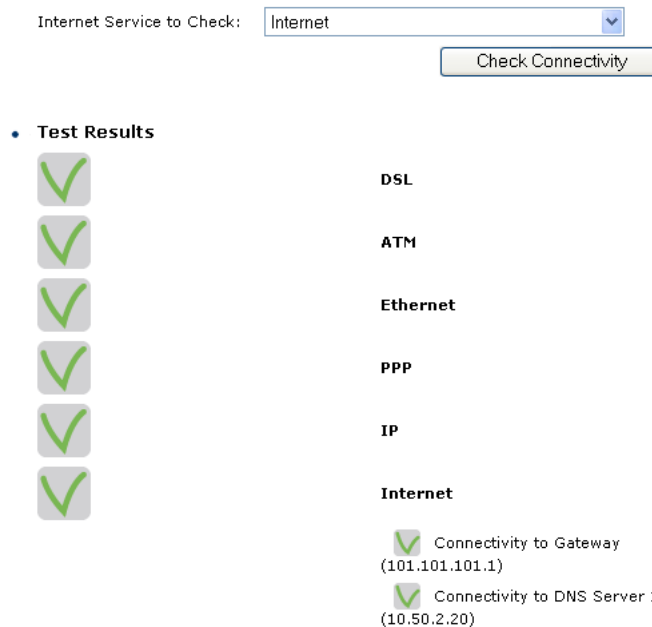 Internet Service to Check: Internet
Check Connectivity
Test Results
DSL
ATM
Ethernet
PPP
IP
Internet
Connectivity to Gateway
(101.101.101.1)
Connectivity to DNS Server
(10.50.2.20)